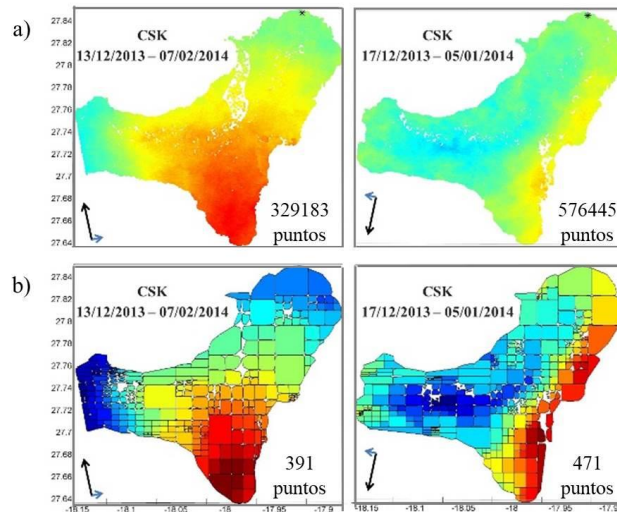 a)
CSK
13/12/2013 – 07/02/2014
329183
puntos
27.84
27.82
27.80
27.78
27.76
27.74
27.72
27.7
27.68
27.66
27.64
CSK
17/12/2013 – 05/01/2014
576445
puntos
b)
CSK
13/12/2013 – 07/02/2014
391
puntos
27.84
27.82
27.80
27.78
27.76
27.74
27.72
27.7
27.68
27.66
27.64
-18.15 -18.1 -18.05 -18 -17.95 -17.9
CSK
17/12/2013 – 05/01/2014
471
puntos
-18.15 -18.1 -18.05 -18 -17.95 -17.9